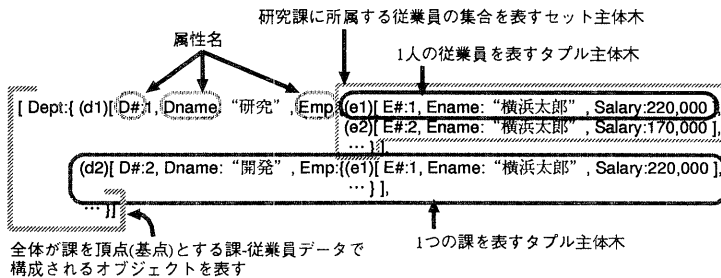 研究課に所属する従業員の集合を表すセット主体木
属性名
1人の従業員を表すタプル主体木
[ Dept:{ (d1)[ D#:1, Dname: “研究” , Emp:{(e1)[ E#:1, Ename: “横浜太郎” , Salary:220,000 ],
(e2)[ E#:2, Ename: “横浜太郎” , Salary:170,000 ],
… } ],
(d2)[ D#:2, Dname: “開発” , Emp:{(e1)[ E#:1, Ename: “横浜太郎” , Salary:220,000 ],
… } ],
… }]
全体が課を頂点(基点)とする課-従業員データで
構成されるオブジェクトを表す
1つの課を表すタプル主体木